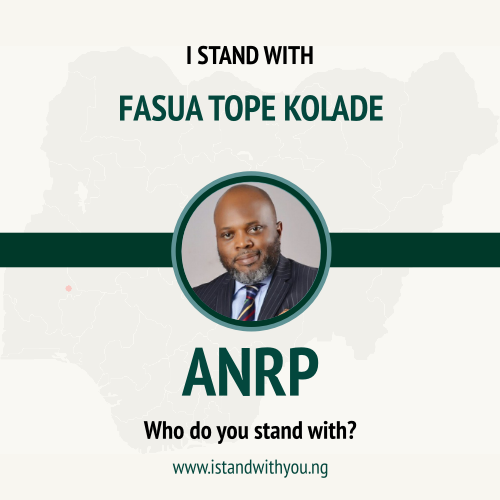 I STAND WITH
FASUA TOPE KOLADE
ANRP
Who do you stand with?
www.istandwithyou.ng